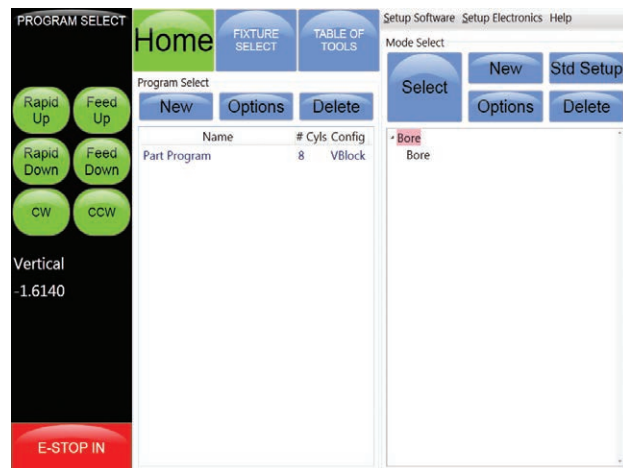 PROGRAM SELECT
Rapid Up
Feed Up
Rapid Down
Feed Down
CW
CCW
Vertical
-1.6140
E-STOP IN
Home
FIXTURE SELECT
TABLE OF TOOLS
Program Select
New
Options
Delete
Name # Cyls Config
Part Program 8 VBlock
Setup Software Setup Electronics Help
Mode Select
Select
New
Std Setup
Options
Delete
Bore
Bore